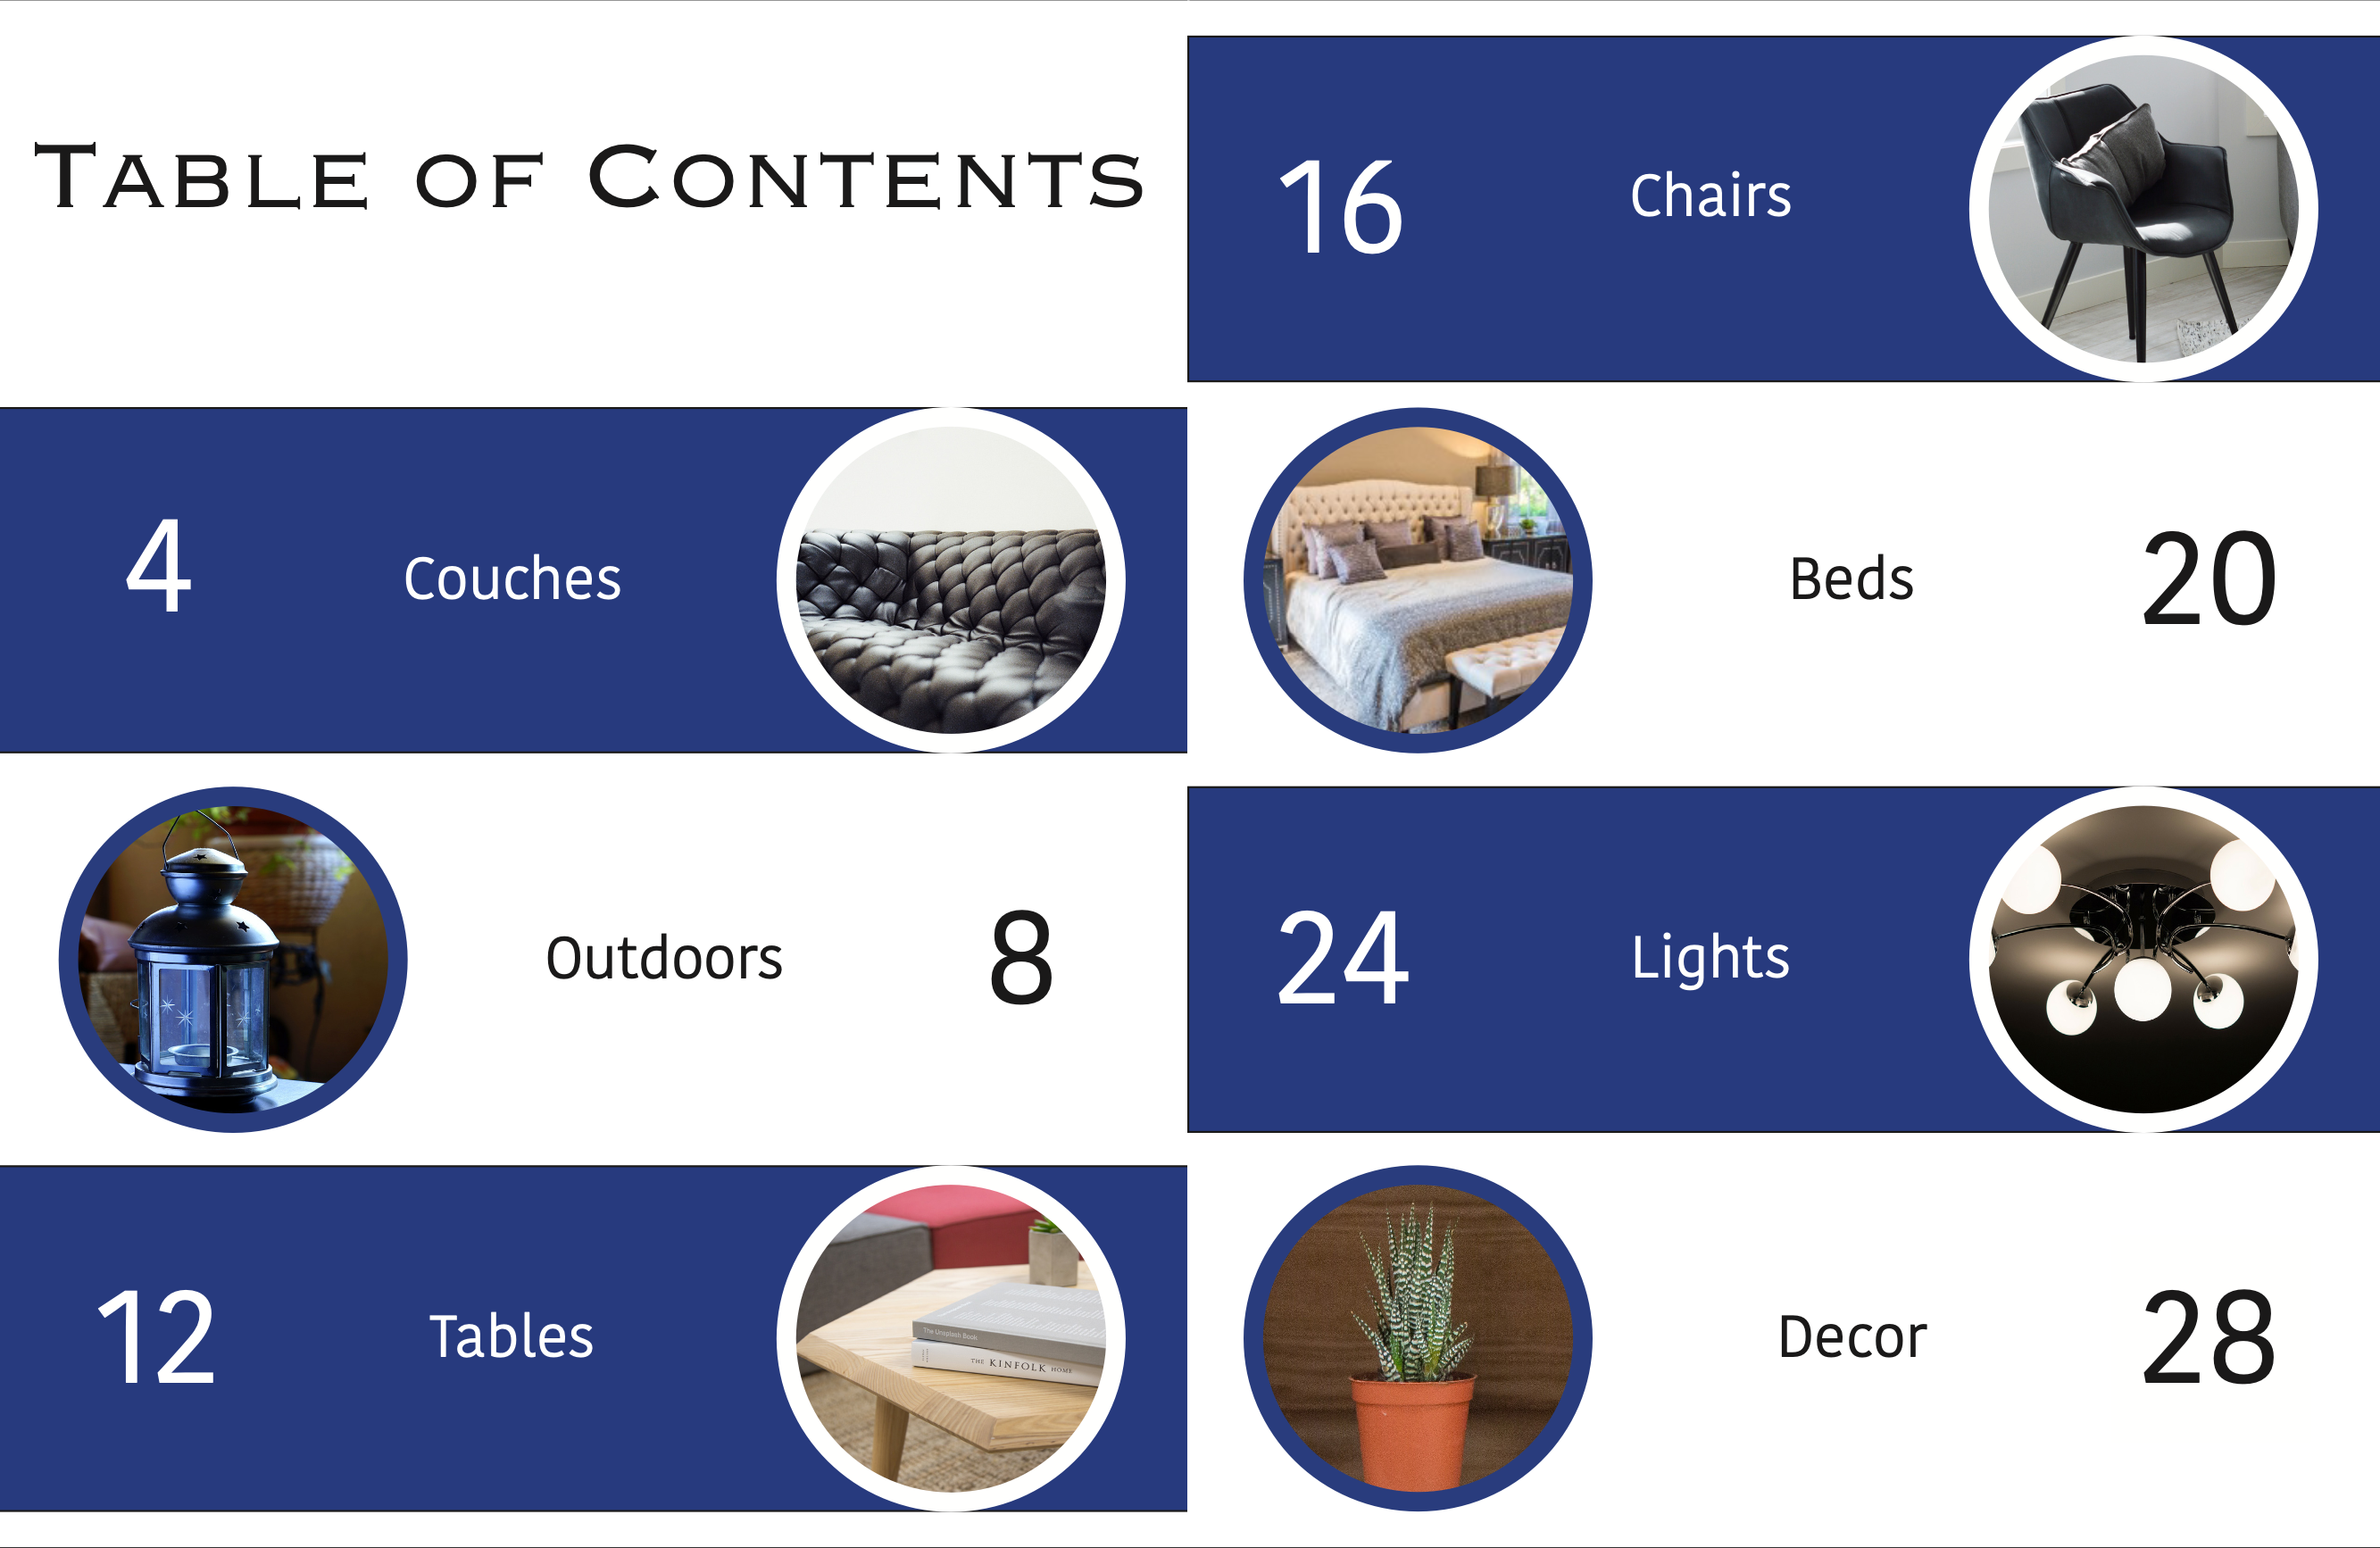 TABLE OF CONTENTS
4 Couches
Outdoors 8
The Unsplash Book
THE KINFOLK HOME
12 Tables
16 Chairs
Beds 20
24 Lights
Decor 28